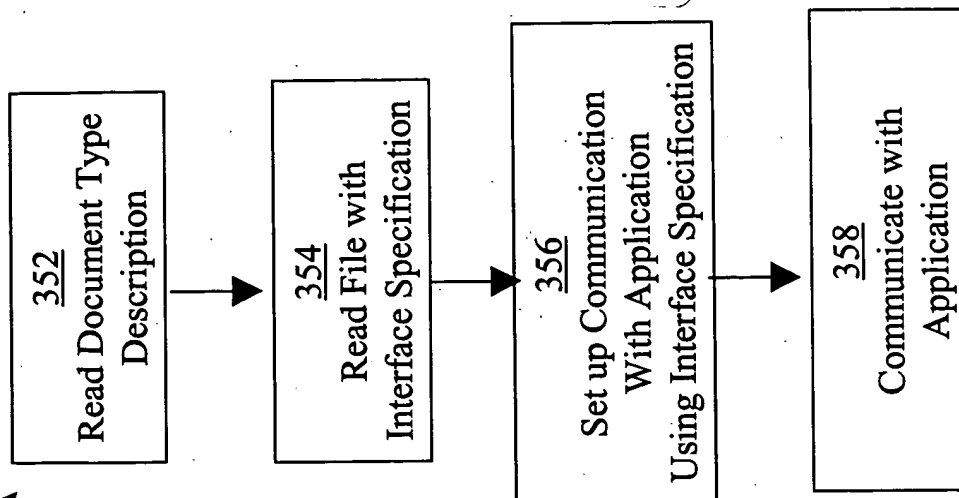 352
Read Document Type
Description
354
Read File with
Interface Specification
356
Set up Communication
With Application
Using Interface Specification
358
Communicate with
Application